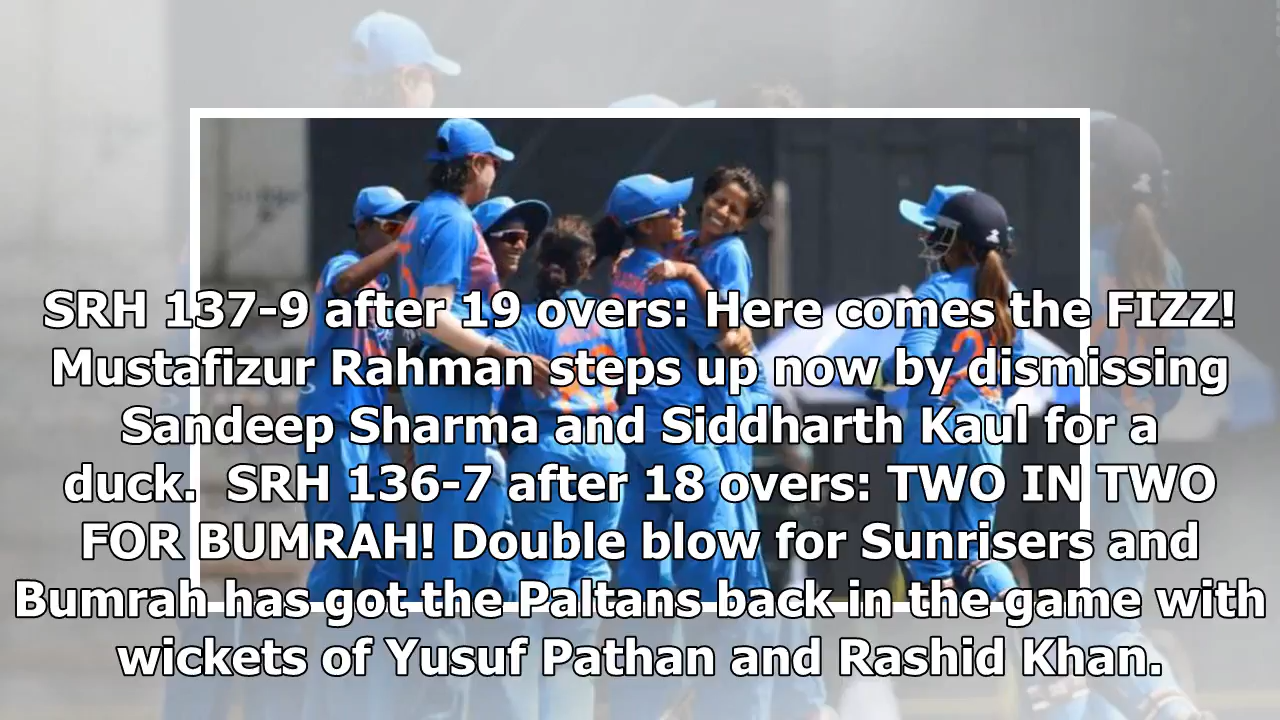 SRH 137-9 after 19 overs: Here comes the FIZZ!
Mustafizur Rahman steps up now by dismissing
Sandeep Sharma and Siddharth Kaul for a
duck.  SRH 136-7 after 18 overs: TWO IN TWO
FOR BUMRAH! Double blow for Sunrisers and
Bumrah has got the Paltans back in the game with
wickets of Yusuf Pathan and Rashid Khan.